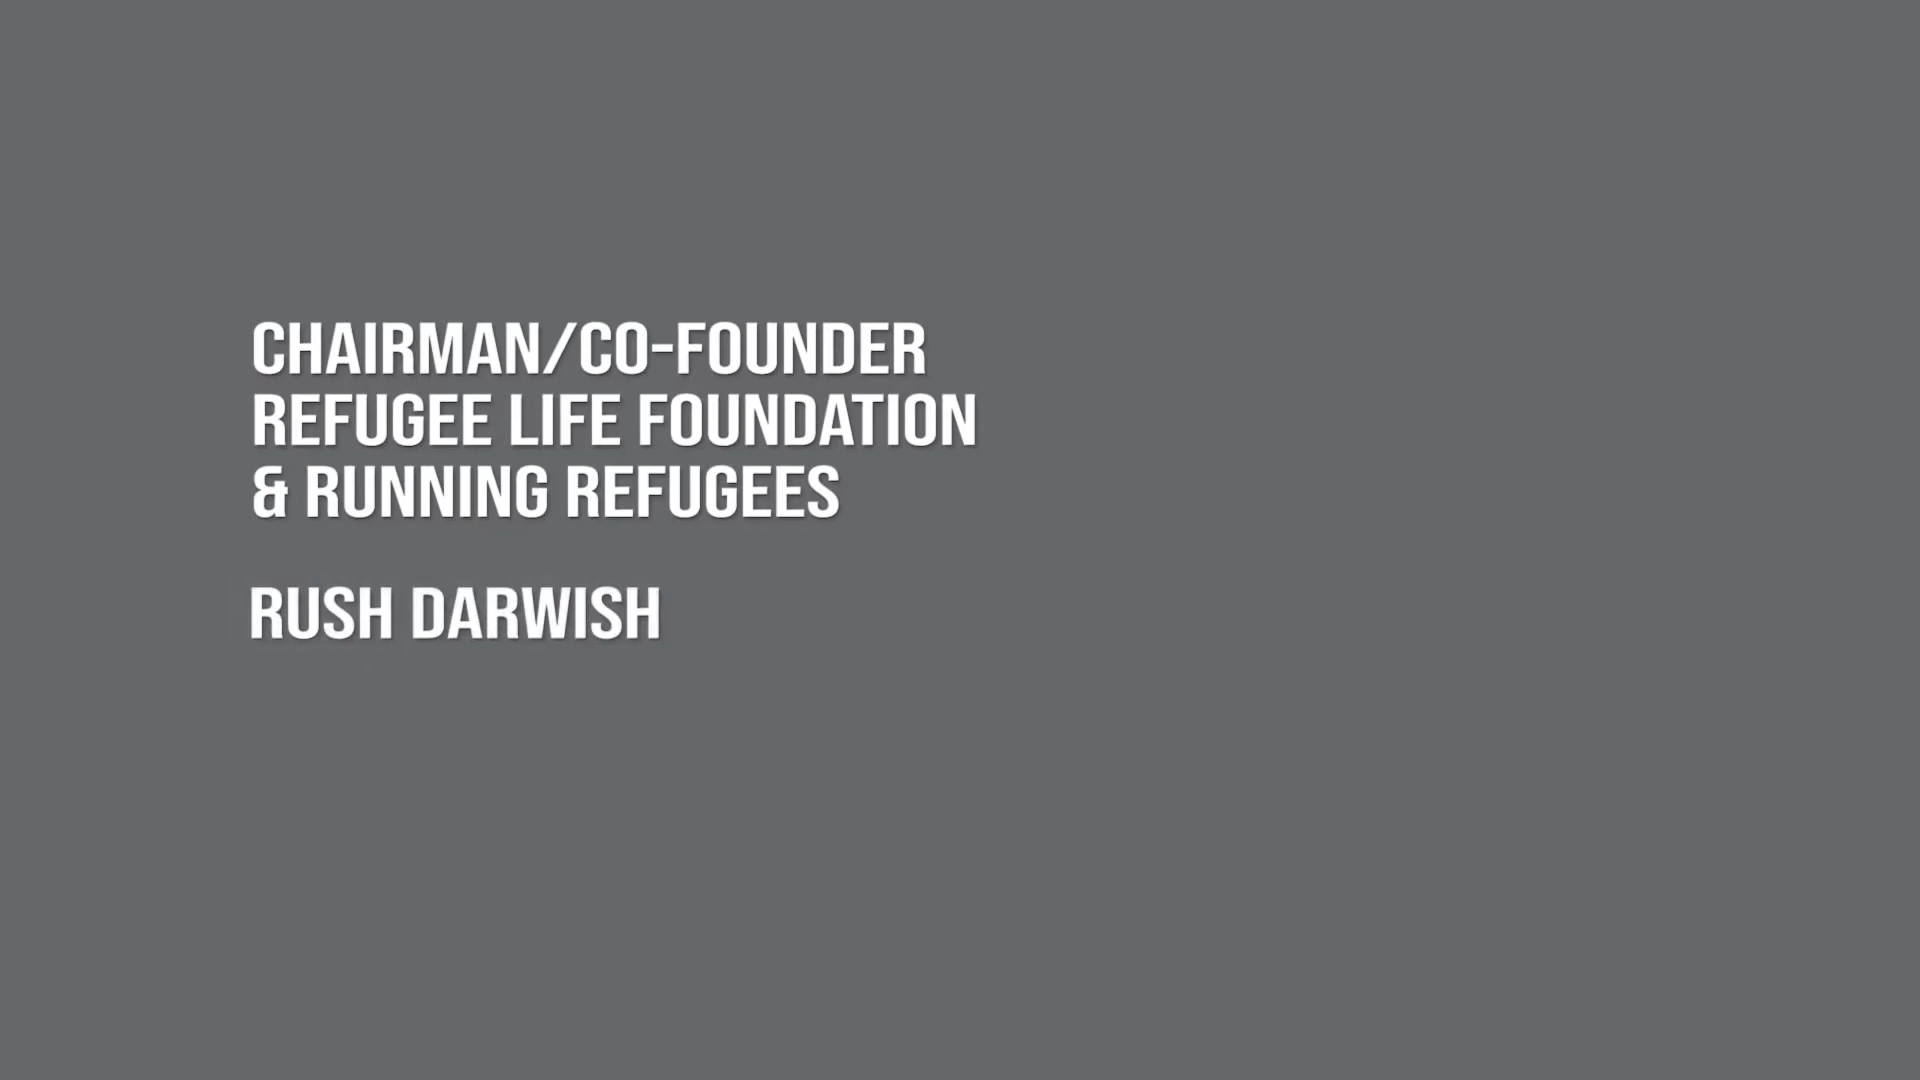 CHAIRMAN/CO-FOUNDER
REFUGEE LIFE FOUNDATION
& RUNNING REFUGEES
RUSH DARWISH